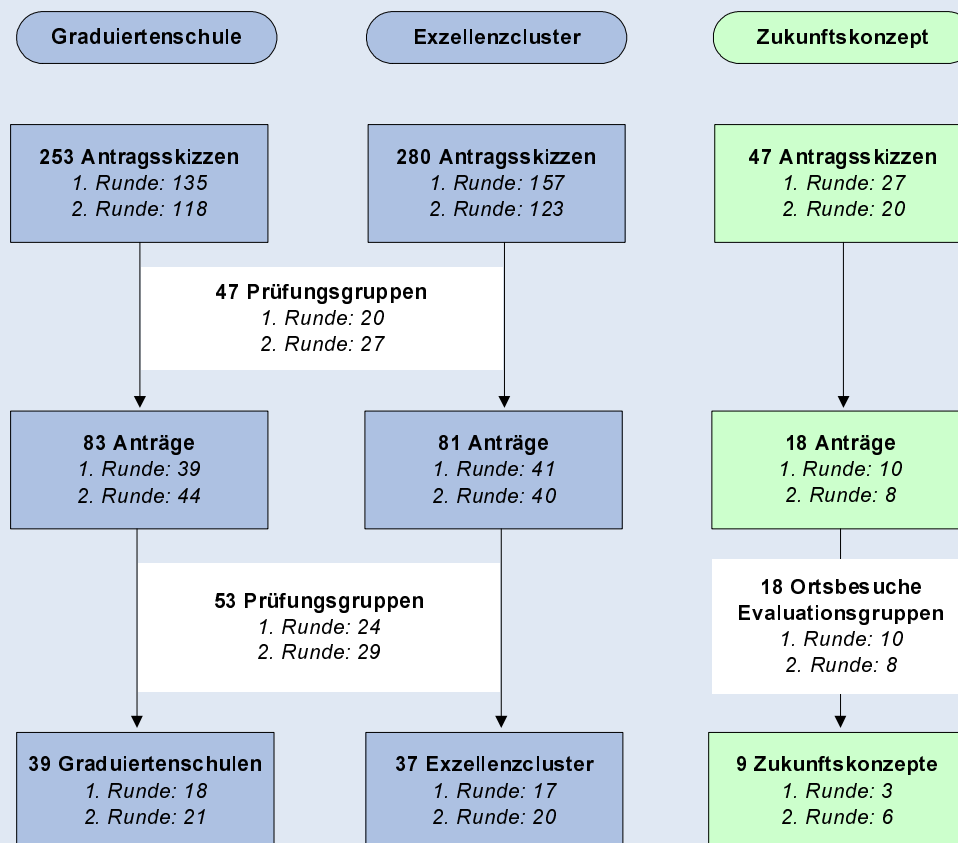 Graduiertenschule
Exzellenzcluster
Zukunftskonzept
253 Antragsskizzen
1. Runde: 135
2. Runde: 118
280 Antragsskizzen
1. Runde: 157
2. Runde: 123
47 Antragsskizzen
1. Runde: 27
2. Runde: 20
47 Prüfungsgruppen
1. Runde: 20
2. Runde: 27
83 Anträge
1. Runde: 39
2. Runde: 44
81 Anträge
1. Runde: 41
2. Runde: 40
18 Anträge
1. Runde: 10
2. Runde: 8
53 Prüfungsgruppen
1. Runde: 24
2. Runde: 29
18 Ortsbesuche
Evaluationsgruppen
1. Runde: 10
2. Runde: 8
39 Graduiertenschulen
1. Runde: 18
2. Runde: 21
37 Exzellenzcluster
1. Runde: 17
2. Runde: 20
9 Zukunftskonzepte
1. Runde: 3
2. Runde: 6